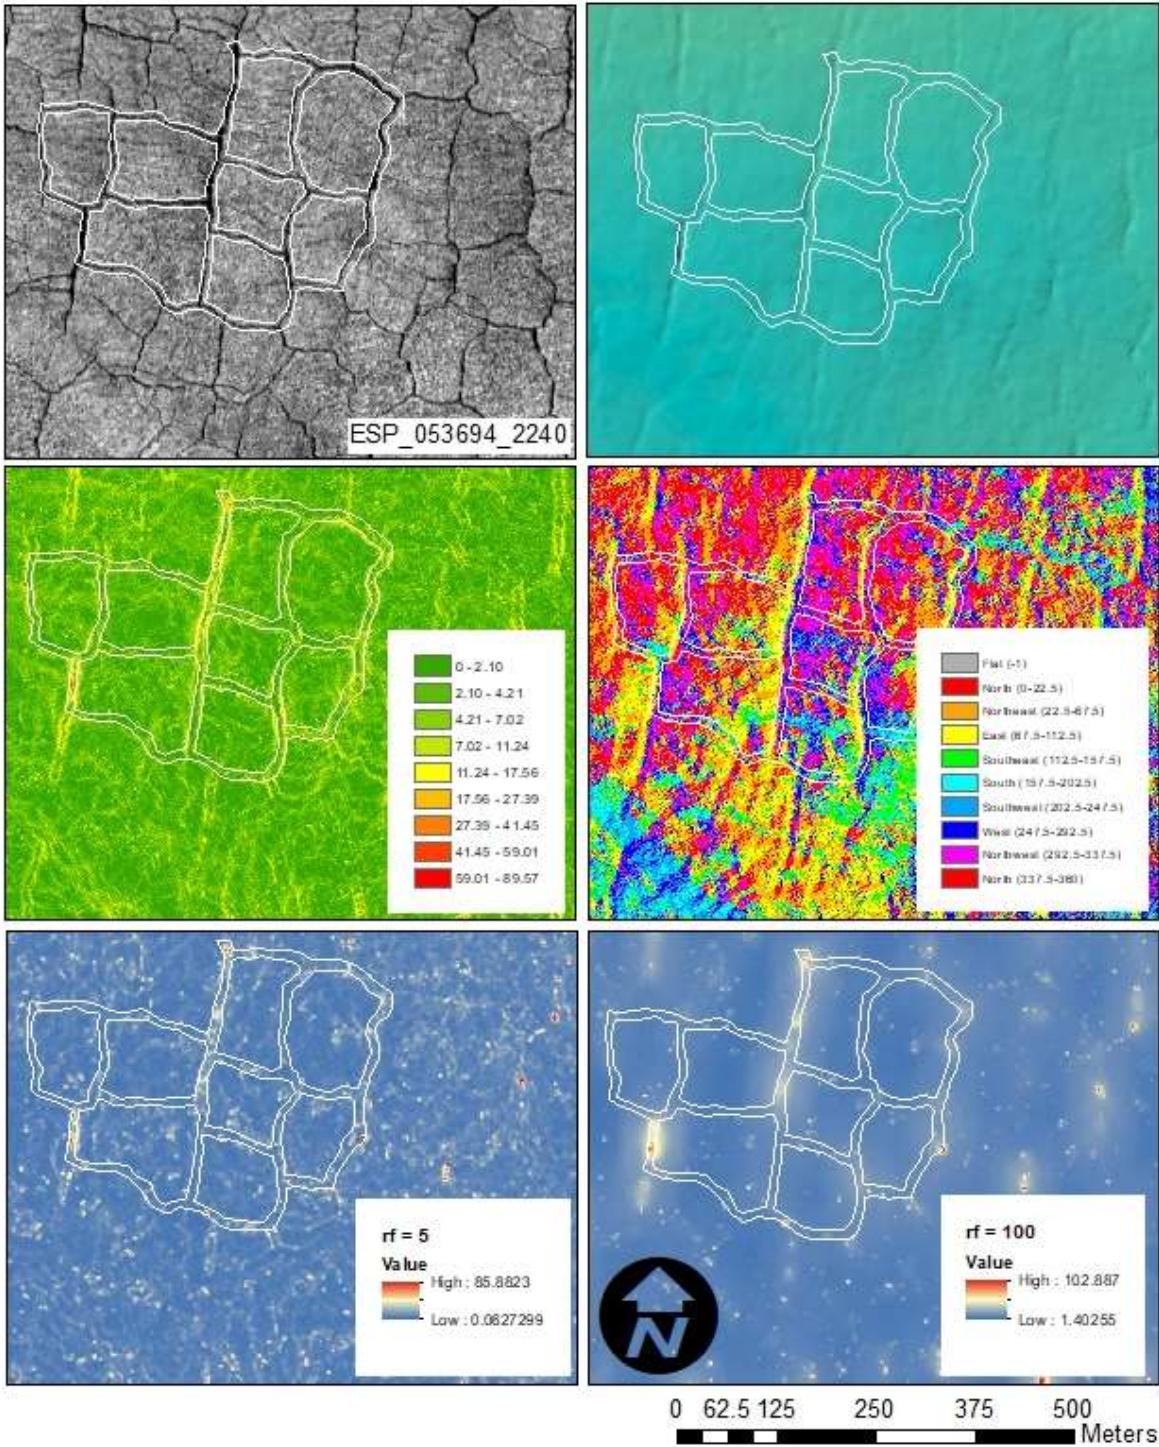 ESP_053694_2240
0 - 2.10
2.10 - 4.21
4.21 - 7.02
7.02 - 11.24
11.24 - 17.56
17.56 - 27.39
27.39 - 41.45
41.45 - 59.01
59.01 - 89.57
Flat (-1)
North (0-22.5)
Northeast (22.5-67.5)
East (67.5-112.5)
Southeast (112.5-157.5)
South (157.5-202.5)
Southwest (202.5-247.5)
West (247.5-292.5)
Northwest (292.5-337.5)
North (337.5-360)
rf = 5
Value
High : 85.8823
Low : 0.0627299
rf = 100
Value
High : 102.887
Low : 1.40255
N
0 62.5 125 250 375 500
Meters